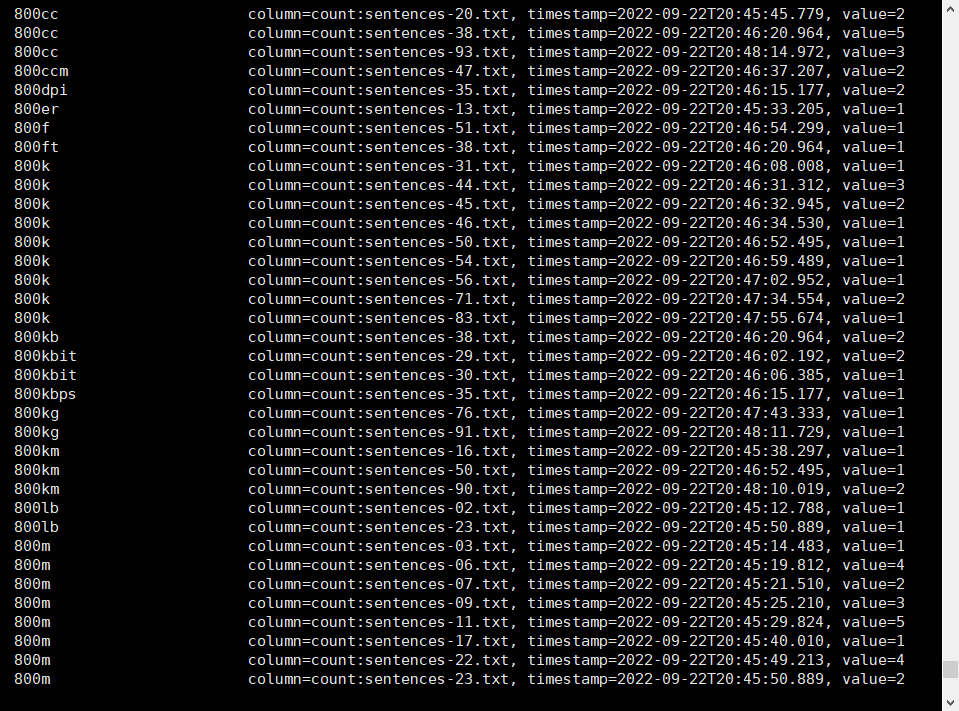 800cc column=count:sentences-20.txt, timestamp=2022-09-22T20:45:45.779, value=2
800cc column=count:sentences-38.txt, timestamp=2022-09-22T20:46:20.964, value=5
800cc column=count:sentences-93.txt, timestamp=2022-09-22T20:48:14.972, value=3
800ccm column=count:sentences-47.txt, timestamp=2022-09-22T20:46:37.207, value=2
800dpi column=count:sentences-35.txt, timestamp=2022-09-22T20:46:15.177, value=2
800er column=count:sentences-13.txt, timestamp=2022-09-22T20:45:33.205, value=1
800f column=count:sentences-51.txt, timestamp=2022-09-22T20:46:54.299, value=1
800ft column=count:sentences-38.txt, timestamp=2022-09-22T20:46:20.964, value=1
800k column=count:sentences-31.txt, timestamp=2022-09-22T20:46:08.008, value=1
800k column=count:sentences-44.txt, timestamp=2022-09-22T20:46:31.312, value=3
800k column=count:sentences-45.txt, timestamp=2022-09-22T20:46:32.945, value=2
800k column=count:sentences-46.txt, timestamp=2022-09-22T20:46:34.530, value=1
800k column=count:sentences-50.txt, timestamp=2022-09-22T20:46:52.495, value=1
800k column=count:sentences-54.txt, timestamp=2022-09-22T20:46:59.489, value=1
800k column=count:sentences-56.txt, timestamp=2022-09-22T20:47:02.952, value=1
800k column=count:sentences-71.txt, timestamp=2022-09-22T20:47:34.554, value=2
800k column=count:sentences-83.txt, timestamp=2022-09-22T20:47:55.674, value=1
800kb column=count:sentences-38.txt, timestamp=2022-09-22T20:46:20.964, value=2
800kbit column=count:sentences-29.txt, timestamp=2022-09-22T20:46:02.192, value=2
800kbit column=count:sentences-30.txt, timestamp=2022-09-22T20:46:06.385, value=1
800kbps column=count:sentences-35.txt, timestamp=2022-09-22T20:46:15.177, value=1
800kg column=count:sentences-76.txt, timestamp=2022-09-22T20:47:43.333, value=1
800kg column=count:sentences-91.txt, timestamp=2022-09-22T20:48:11.729, value=1
800km column=count:sentences-16.txt, timestamp=2022-09-22T20:45:38.297, value=1
800km column=count:sentences-50.txt, timestamp=2022-09-22T20:46:52.495, value=1
800km column=count:sentences-90.txt, timestamp=2022-09-22T20:48:10.019, value=2
800lb column=count:sentences-02.txt, timestamp=2022-09-22T20:45:12.788, value=1
800lb column=count:sentences-23.txt, timestamp=2022-09-22T20:45:50.889, value=1
800m column=count:sentences-03.txt, timestamp=2022-09-22T20:45:14.483, value=1
800m column=count:sentences-06.txt, timestamp=2022-09-22T20:45:19.812, value=4
800m column=count:sentences-07.txt, timestamp=2022-09-22T20:45:21.510, value=2
800m column=count:sentences-09.txt, timestamp=2022-09-22T20:45:25.210, value=3
800m column=count:sentences-11.txt, timestamp=2022-09-22T20:45:29.824, value=5
800m column=count:sentences-17.txt, timestamp=2022-09-22T20:45:40.010, value=1
800m column=count:sentences-22.txt, timestamp=2022-09-22T20:45:49.213, value=4
800m column=count:sentences-23.txt, timestamp=2022-09-22T20:45:50.889, value=2